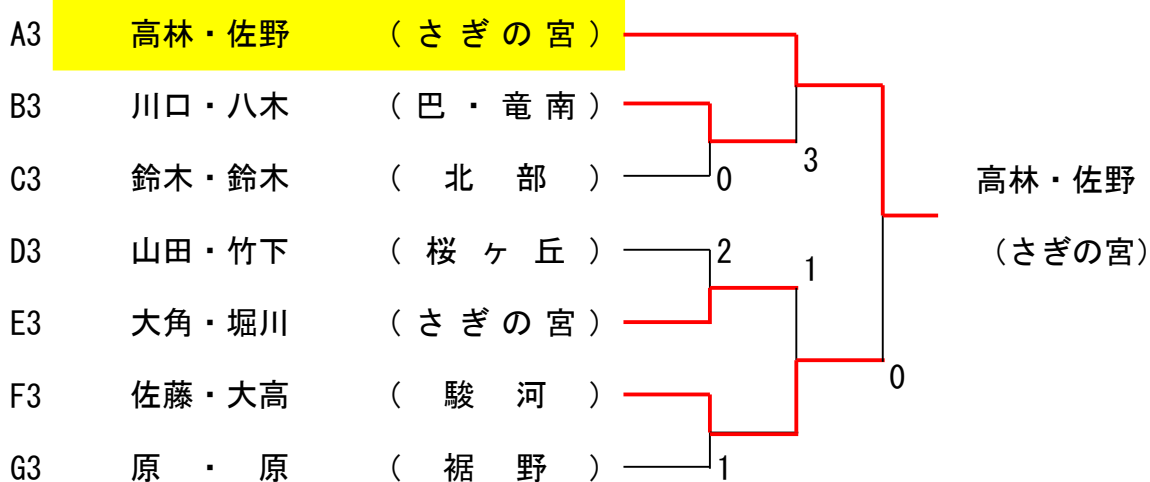 A3 高林・佐野 (さぎの宮)
B3 川口・八木 (巴・竜南)
3
C3 鈴木・鈴木 (北部) 0 高林・佐野
D3 山田・竹下 (桜ヶ丘) 2 (さぎの宮)
1
E3 大角・堀川 (さぎの宮)
0
F3 佐藤・大高 (駿河)
G3 原・原 (裾野) 1